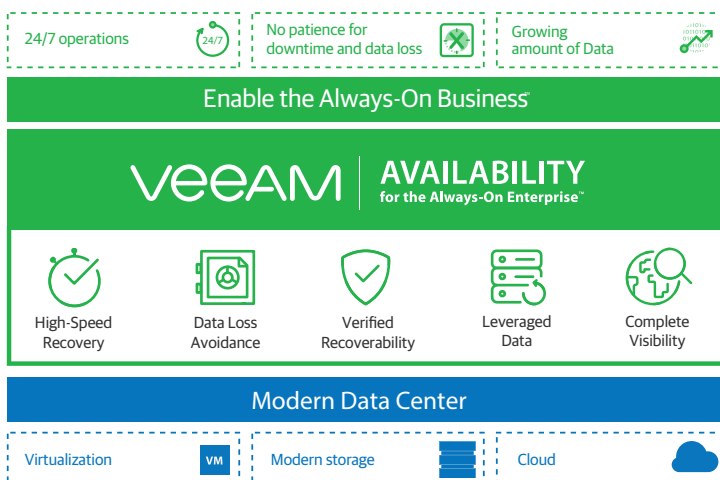 24/7 operations
24/7
No patience for
downtime and data loss
Growing
amount of Data
Enable the Always-On Business™
veeAM
AVAILABILITY
for the Always-On Enterprise™
High-Speed
Recovery
Data Loss
Avoidance
Verified
Recoverability
Leveraged
Data
Complete
Visibility
Modern Data Center
Virtualization
VM
Modern storage
Cloud